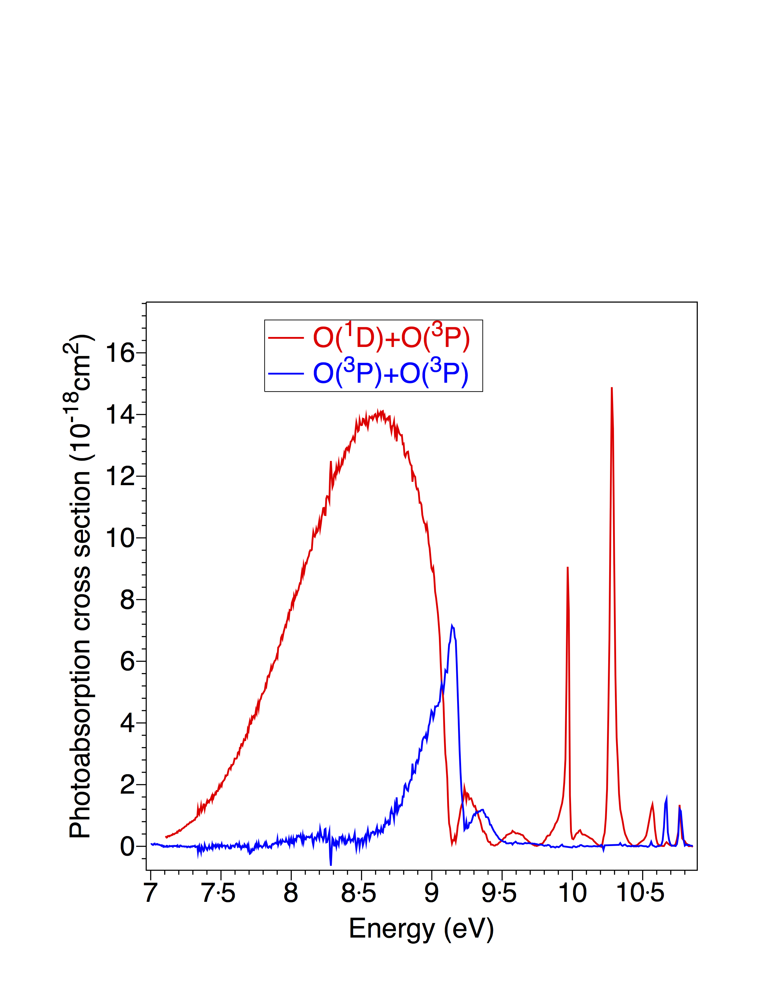 O(¹D)+O(³P)
O(³P)+O(³P)
Photoabsorption cross section (10⁻¹⁸cm²)
16
14
12
10
8
6
4
2
0
7 7·5 8 8·5 9 9·5 10 10·5
Energy (eV)